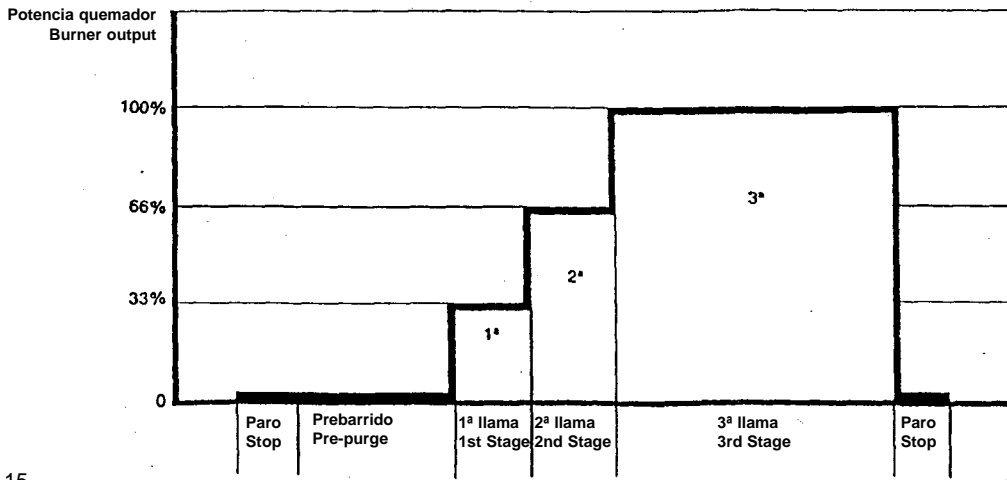 Potencia quemador
Burner output
100%
66%
33%
0
3ª
2ª
1ª
Paro
Stop
Prebarrido
Pre-purge
1ª llama
1st Stage
2ª llama
2nd Stage
3ª llama
3rd Stage
Paro
Stop
15